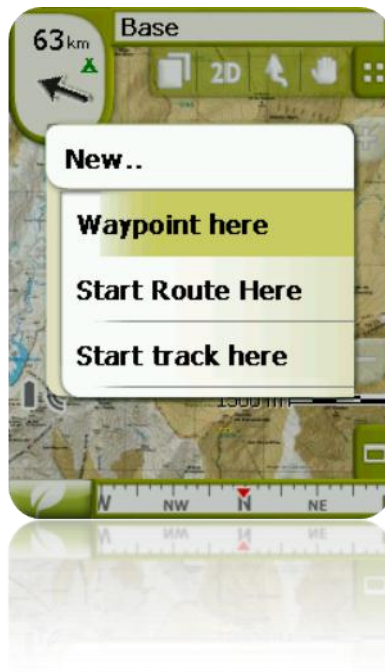 63km
Base
2D
New..
Waypoint here
Start Route Here
Start track here
W NW N NE